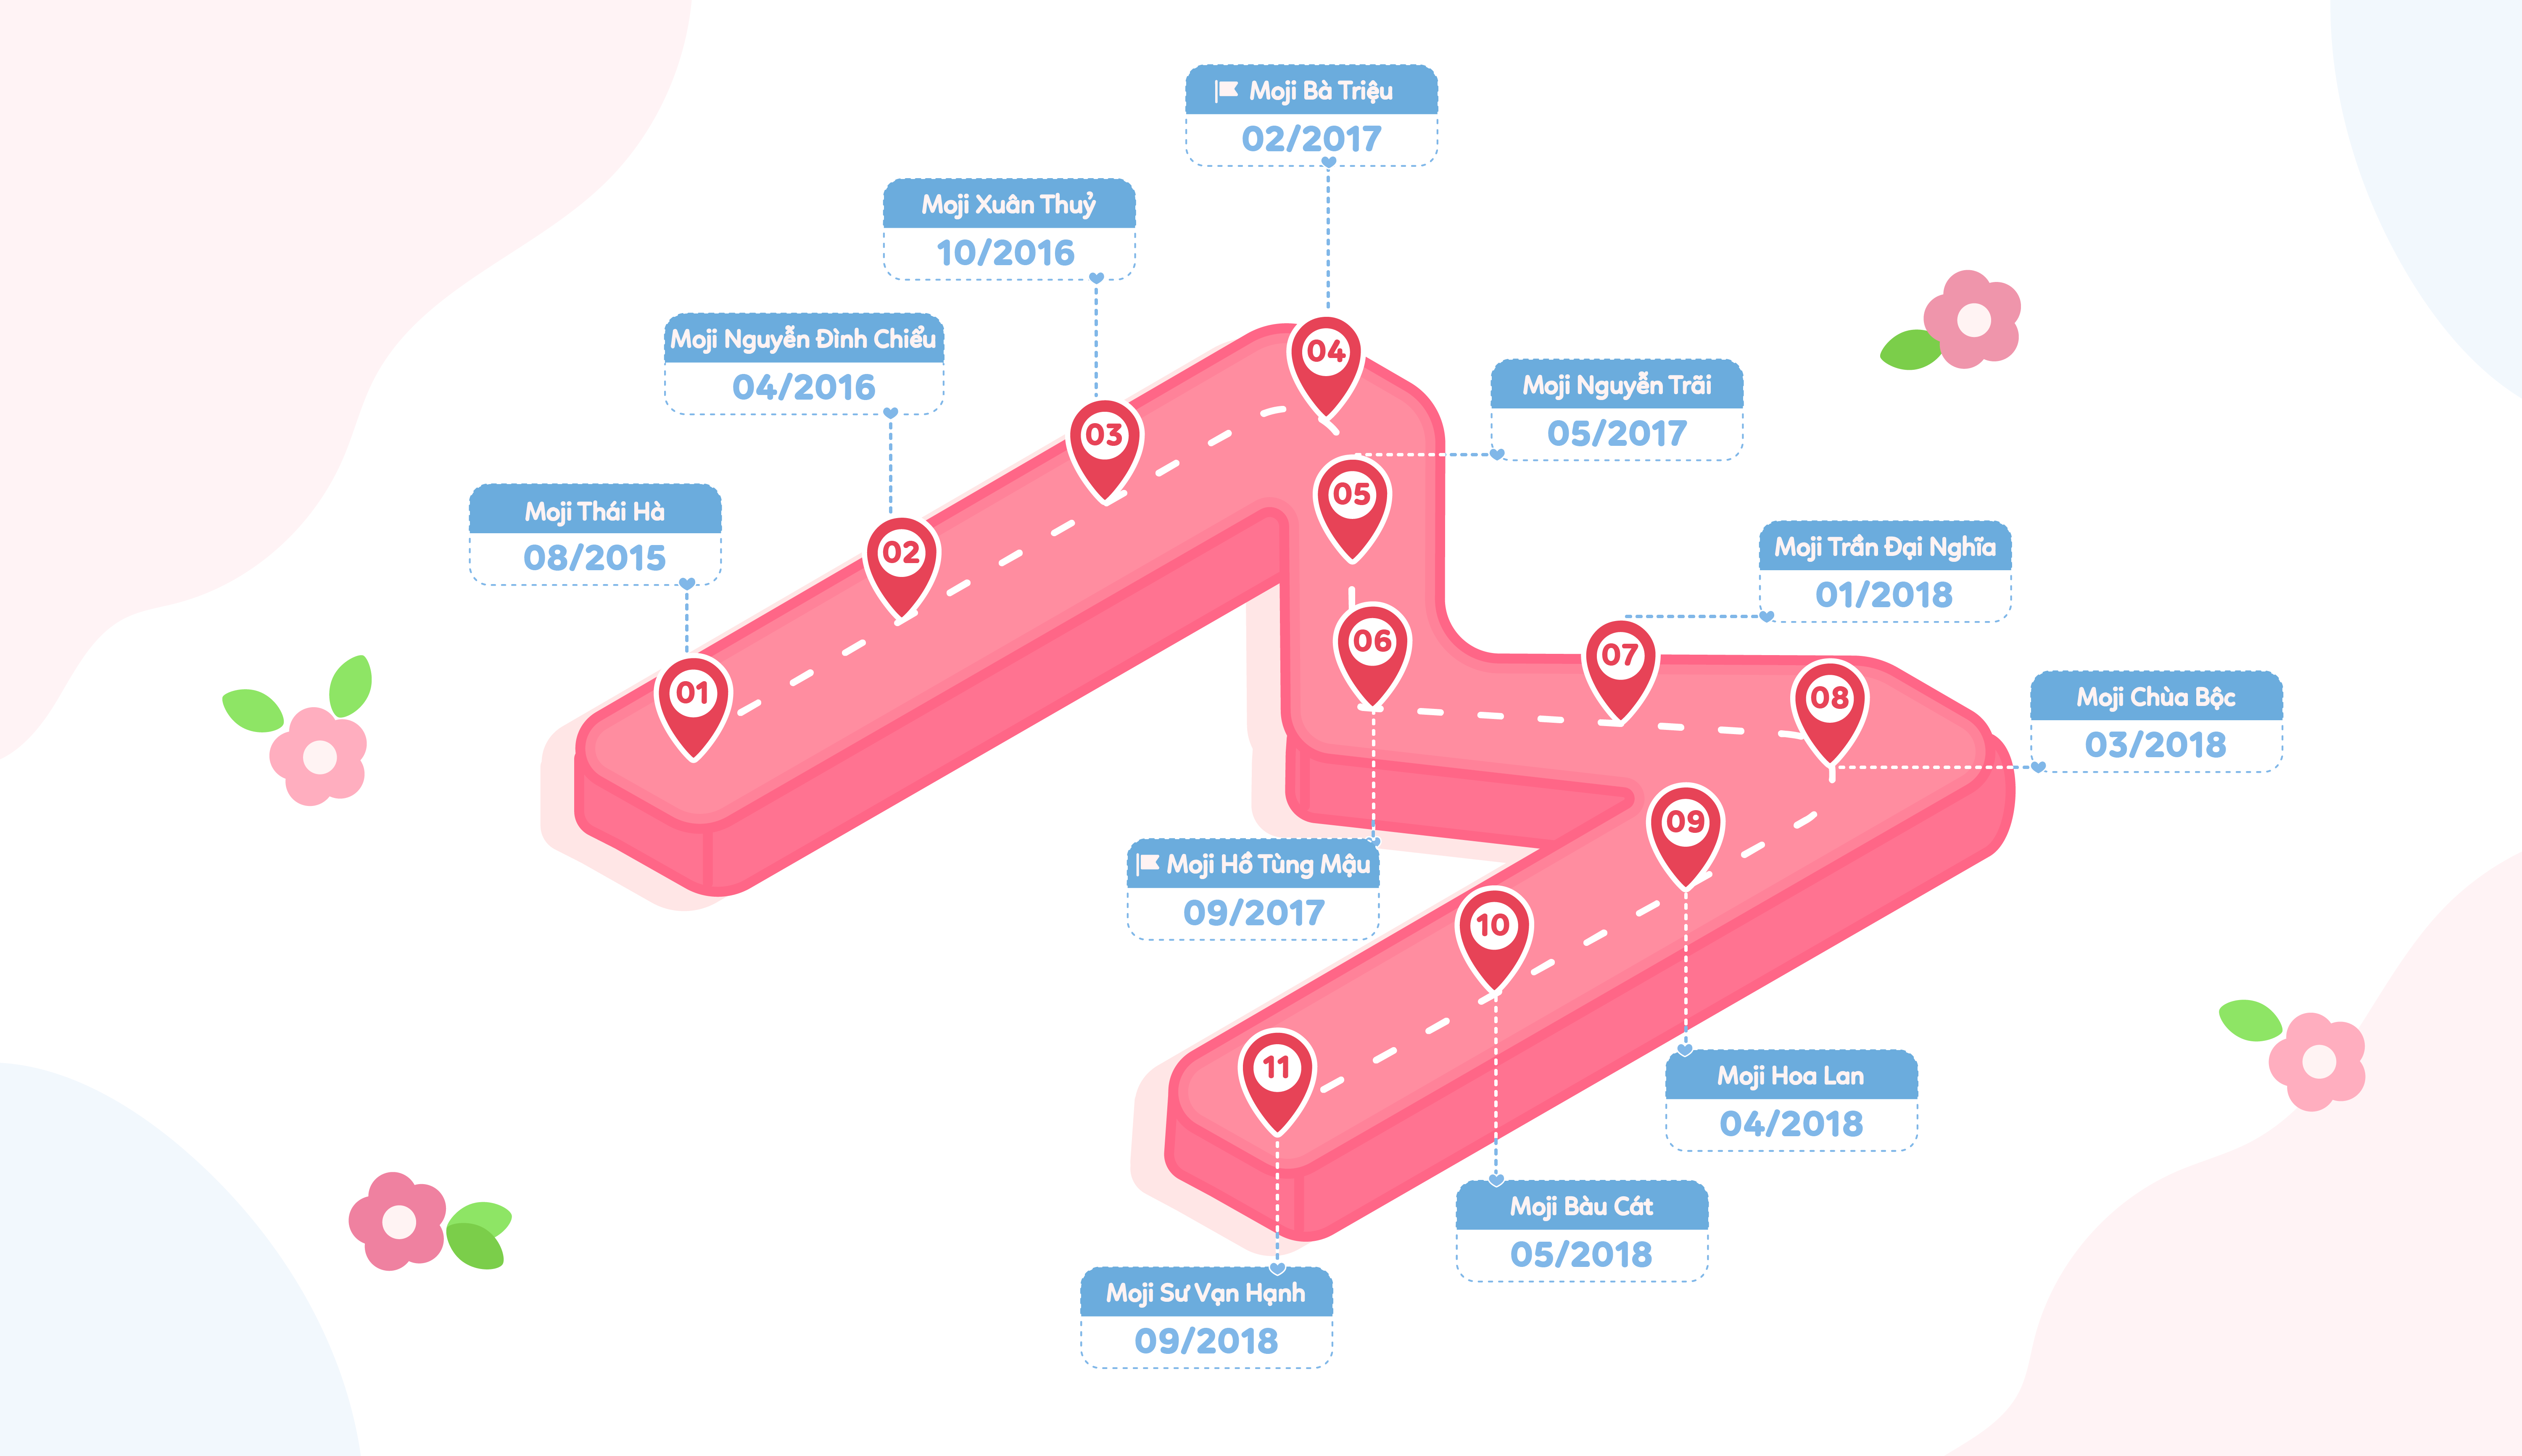 Moji Bà Triệu
02/2017
Moji Xuân Thuỷ
10/2016
Moji Nguyễn Đình Chiểu
04/2016
Moji Thái Hà
08/2015
04
03
02
01
Moji Nguyễn Trãi
05/2017
05
Moji Trần Đại Nghĩa
01/2018
06
07
08
Moji Chùa Bộc
03/2018
09
Moji Hồ Tùng Mậu
09/2017
10
11
Moji Hoa Lan
04/2018
Moji Bàu Cát
05/2018
Moji Sư Vạn Hạnh
09/2018